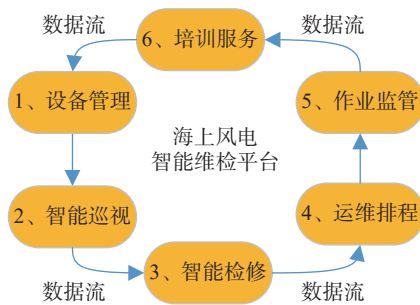 数据流
6、培训服务
数据流
1、设备管理
5、作业监管
海上风电
智能维检平台
2、智能巡视
4、运维排程
数据流
3、智能检修
数据流